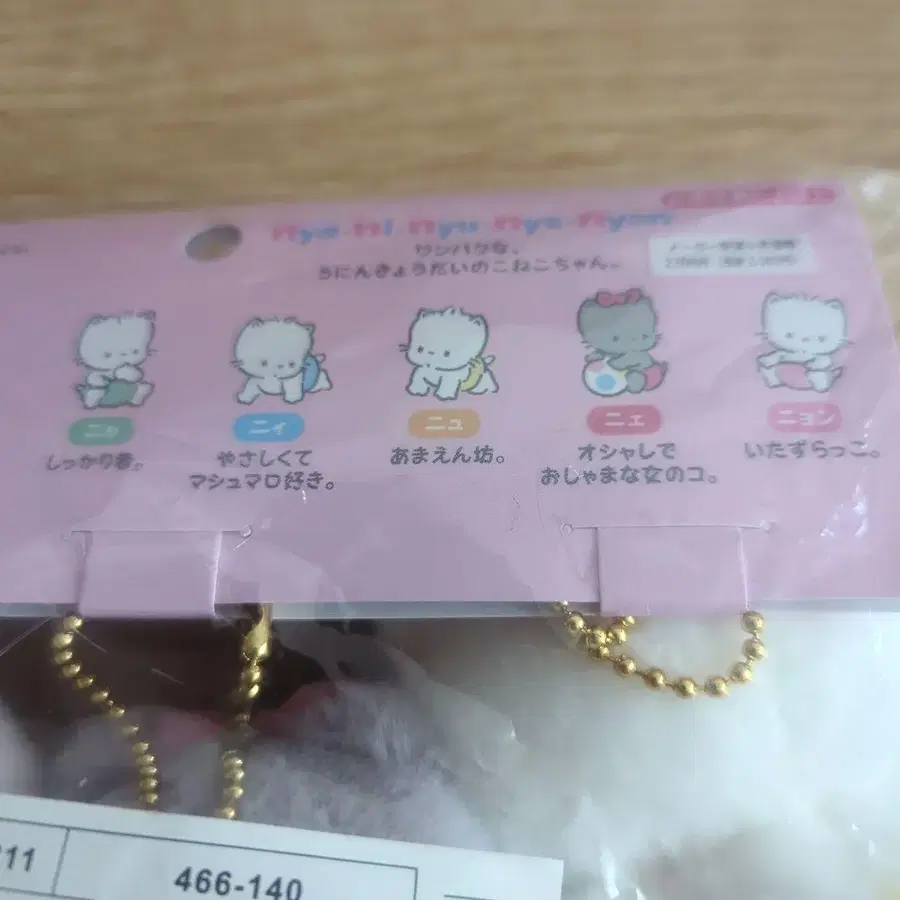 Nya・Ni・Nyu・Nye・Nyon
ワンパクな、
5にんきょうだいのこねこちゃん。
ニャ
ニィ
ニュ
ニェ
ニョン
しっかり者。
やさしくて
マシュマロ好き。
あまえん坊。
オシャレで
おしゃまな女のコ。
いたずらっこ。
211
466-140